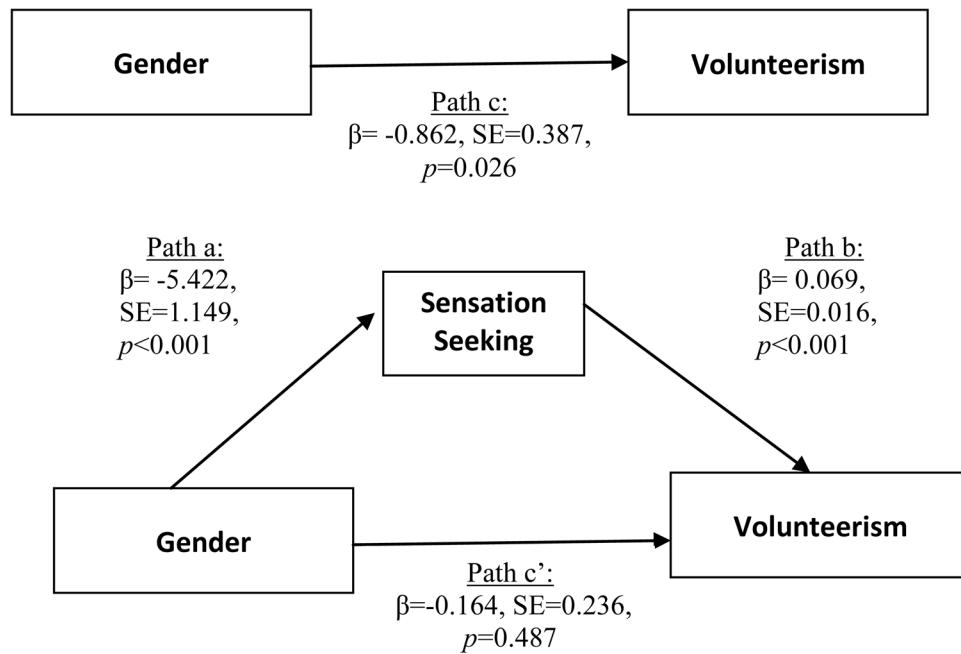 Gender
Volunteerism
Path c:
β= -0.862, SE=0.387,
p=0.026
Path a:
β= -5.422,
SE=1.149,
p<0.001
Sensation
Seeking
Path b:
β= 0.069,
SE=0.016,
p<0.001
Gender
Volunteerism
Path c’:
β=-0.164, SE=0.236,
p=0.487